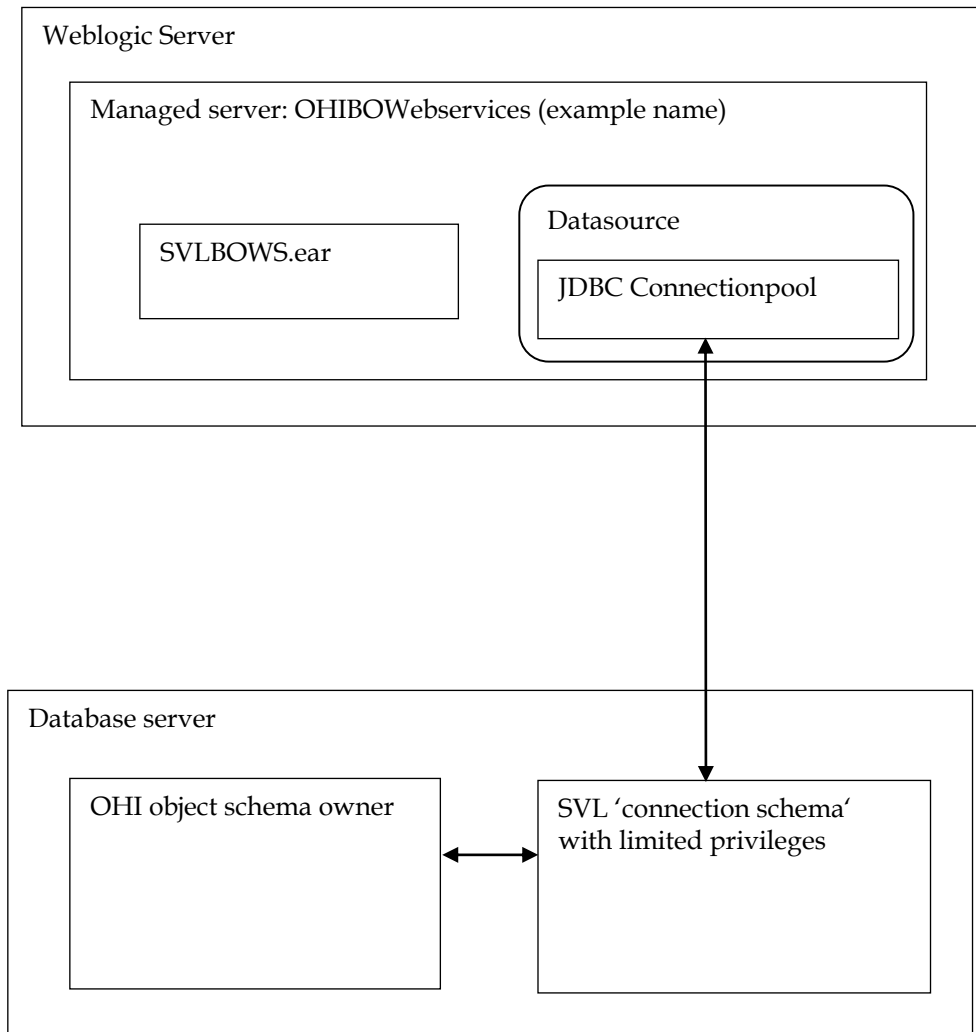 Weblogic Server
Managed server: OHIBOWebservices (example name)
Datasource
SVLBOWS.ear
JDBC Connectionpool
Database server
OHI object schema owner
SVL ‘connection schema‘
with limited privileges